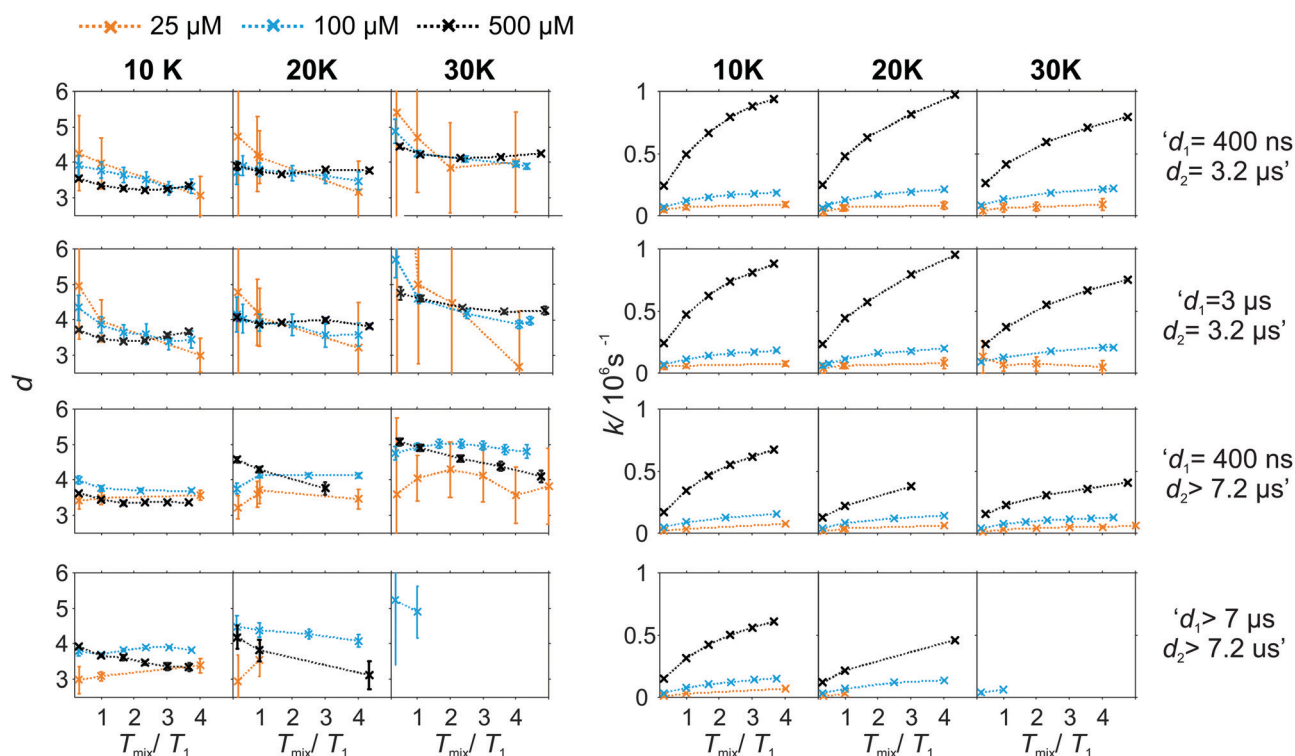 25 µM 100 µM 500 µM
10 K 20K 30K 10K 20K 30K
6
5
4
3
1
0.5
0
'd₁= 400 ns
d₂= 3.2 µs'
6
5
4
3
1
0.5
0
'd₁=3 µs
d₂= 3.2 µs'
d
k/ 10⁶s⁻¹
6
5
4
3
1
0.5
0
'd₁= 400 ns
d₂> 7.2 µs'
6
5
4
3
1
0.5
0
'd₁> 7 µs
d₂> 7.2 us'
1 2 3 4 1 2 3 4 1 2 3 4 1 2 3 4 1 2 3 4 1 2 3 4
Tmix/ T₁ Tmix/ T₁ Tmix/ T₁ Tmix/ T₁ Tmix/ T₁ Tmix/ T₁